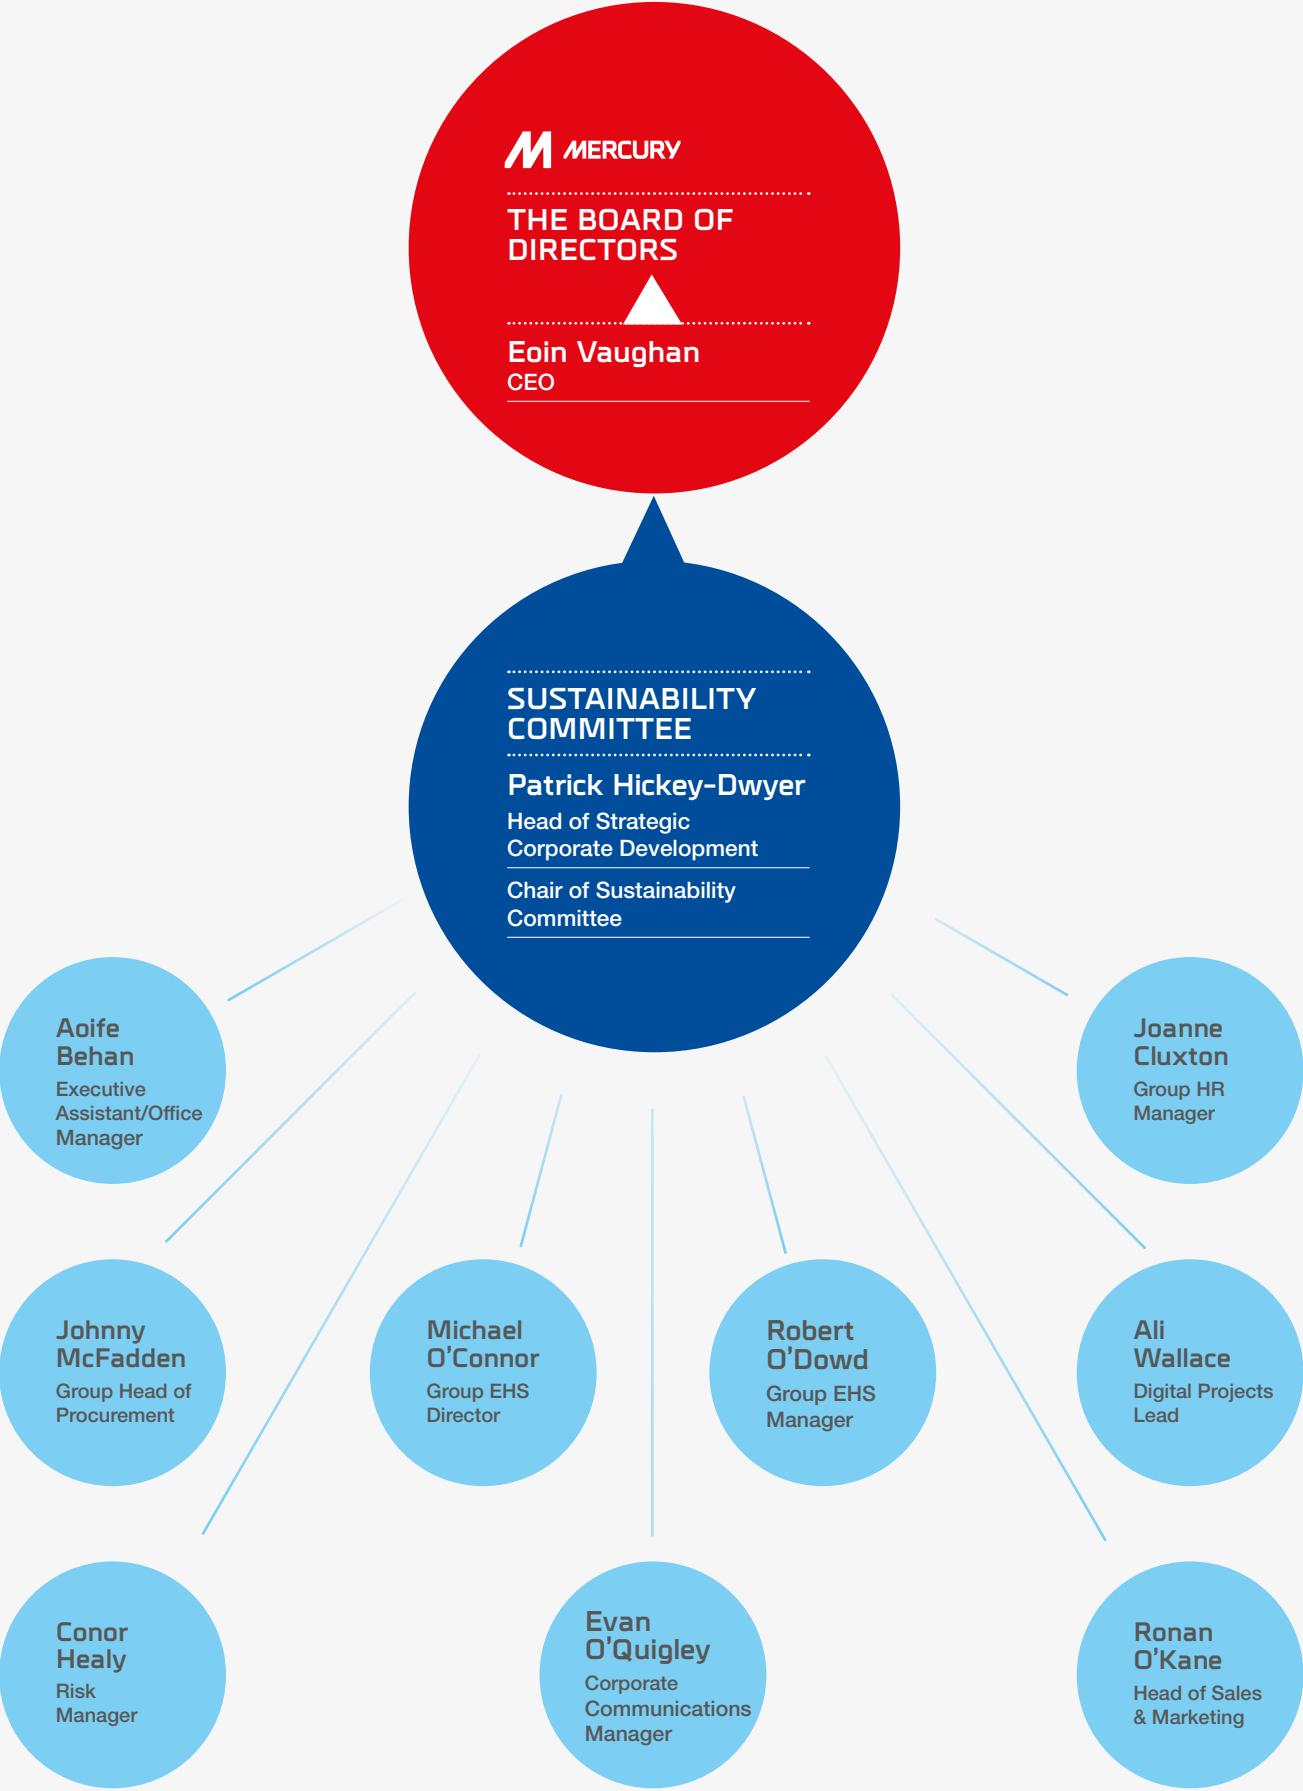 MERCURY
THE BOARD OF
DIRECTORS
Eoin Vaughan
CEO
SUSTAINABILITY
COMMITTEE
Patrick Hickey-Dwyer
Head of Strategic
Corporate Development
Chair of Sustainability
Committee
Aoife
Behan
Executive
Assistant/Office
Manager
Joanne
Cluxton
Group HR
Manager
Johnny
McFadden
Group Head of
Procurement
Michael
O'Connor
Group EHS
Director
Robert
O'Dowd
Group EHS
Manager
Ali
Wallace
Digital Projects
Lead
Conor
Healy
Risk
Manager
Evan
O'Quigley
Corporate
Communications
Manager
Ronan
O'Kane
Head of Sales
& Marketing